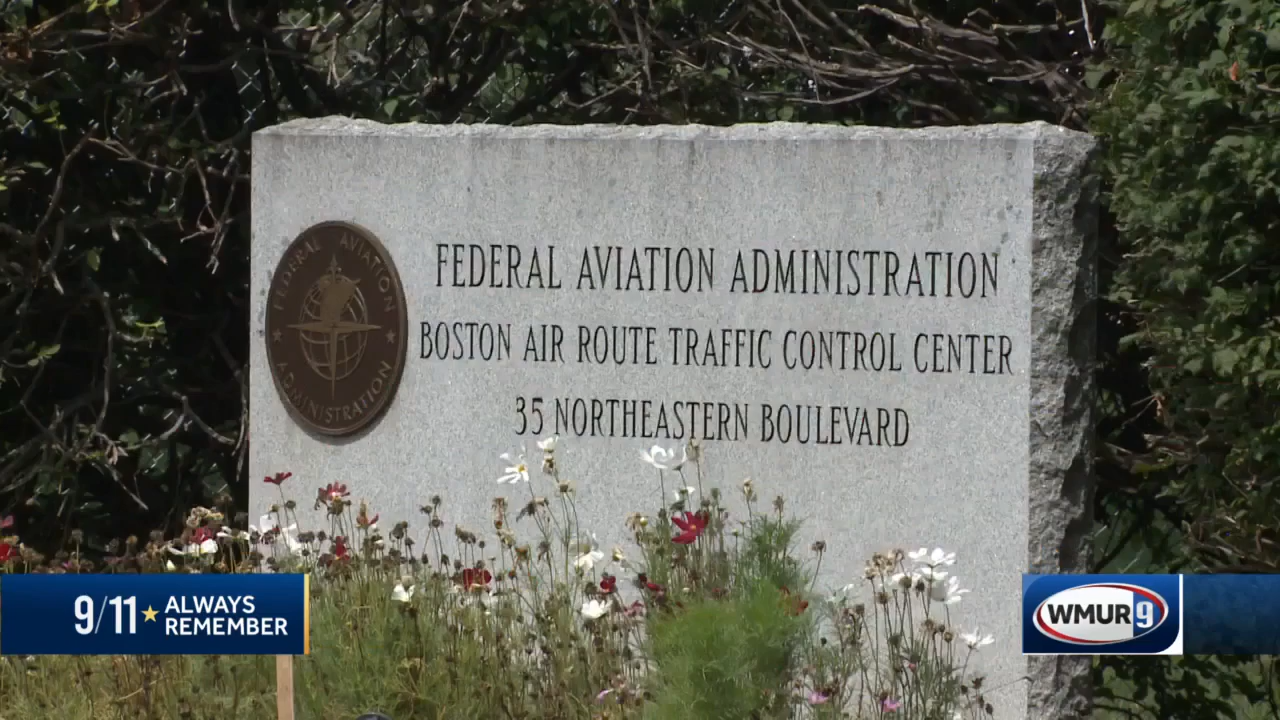 FEDERAL AVIATION
ADMINISTRATION
FEDERAL AVIATION ADMINISTRATION
BOSTON AIR ROUTE TRAFFIC CONTROL CENTER
35 NORTHEASTERN BOULEVARD
9/11 ALWAYS
REMEMBER
WMUR 9